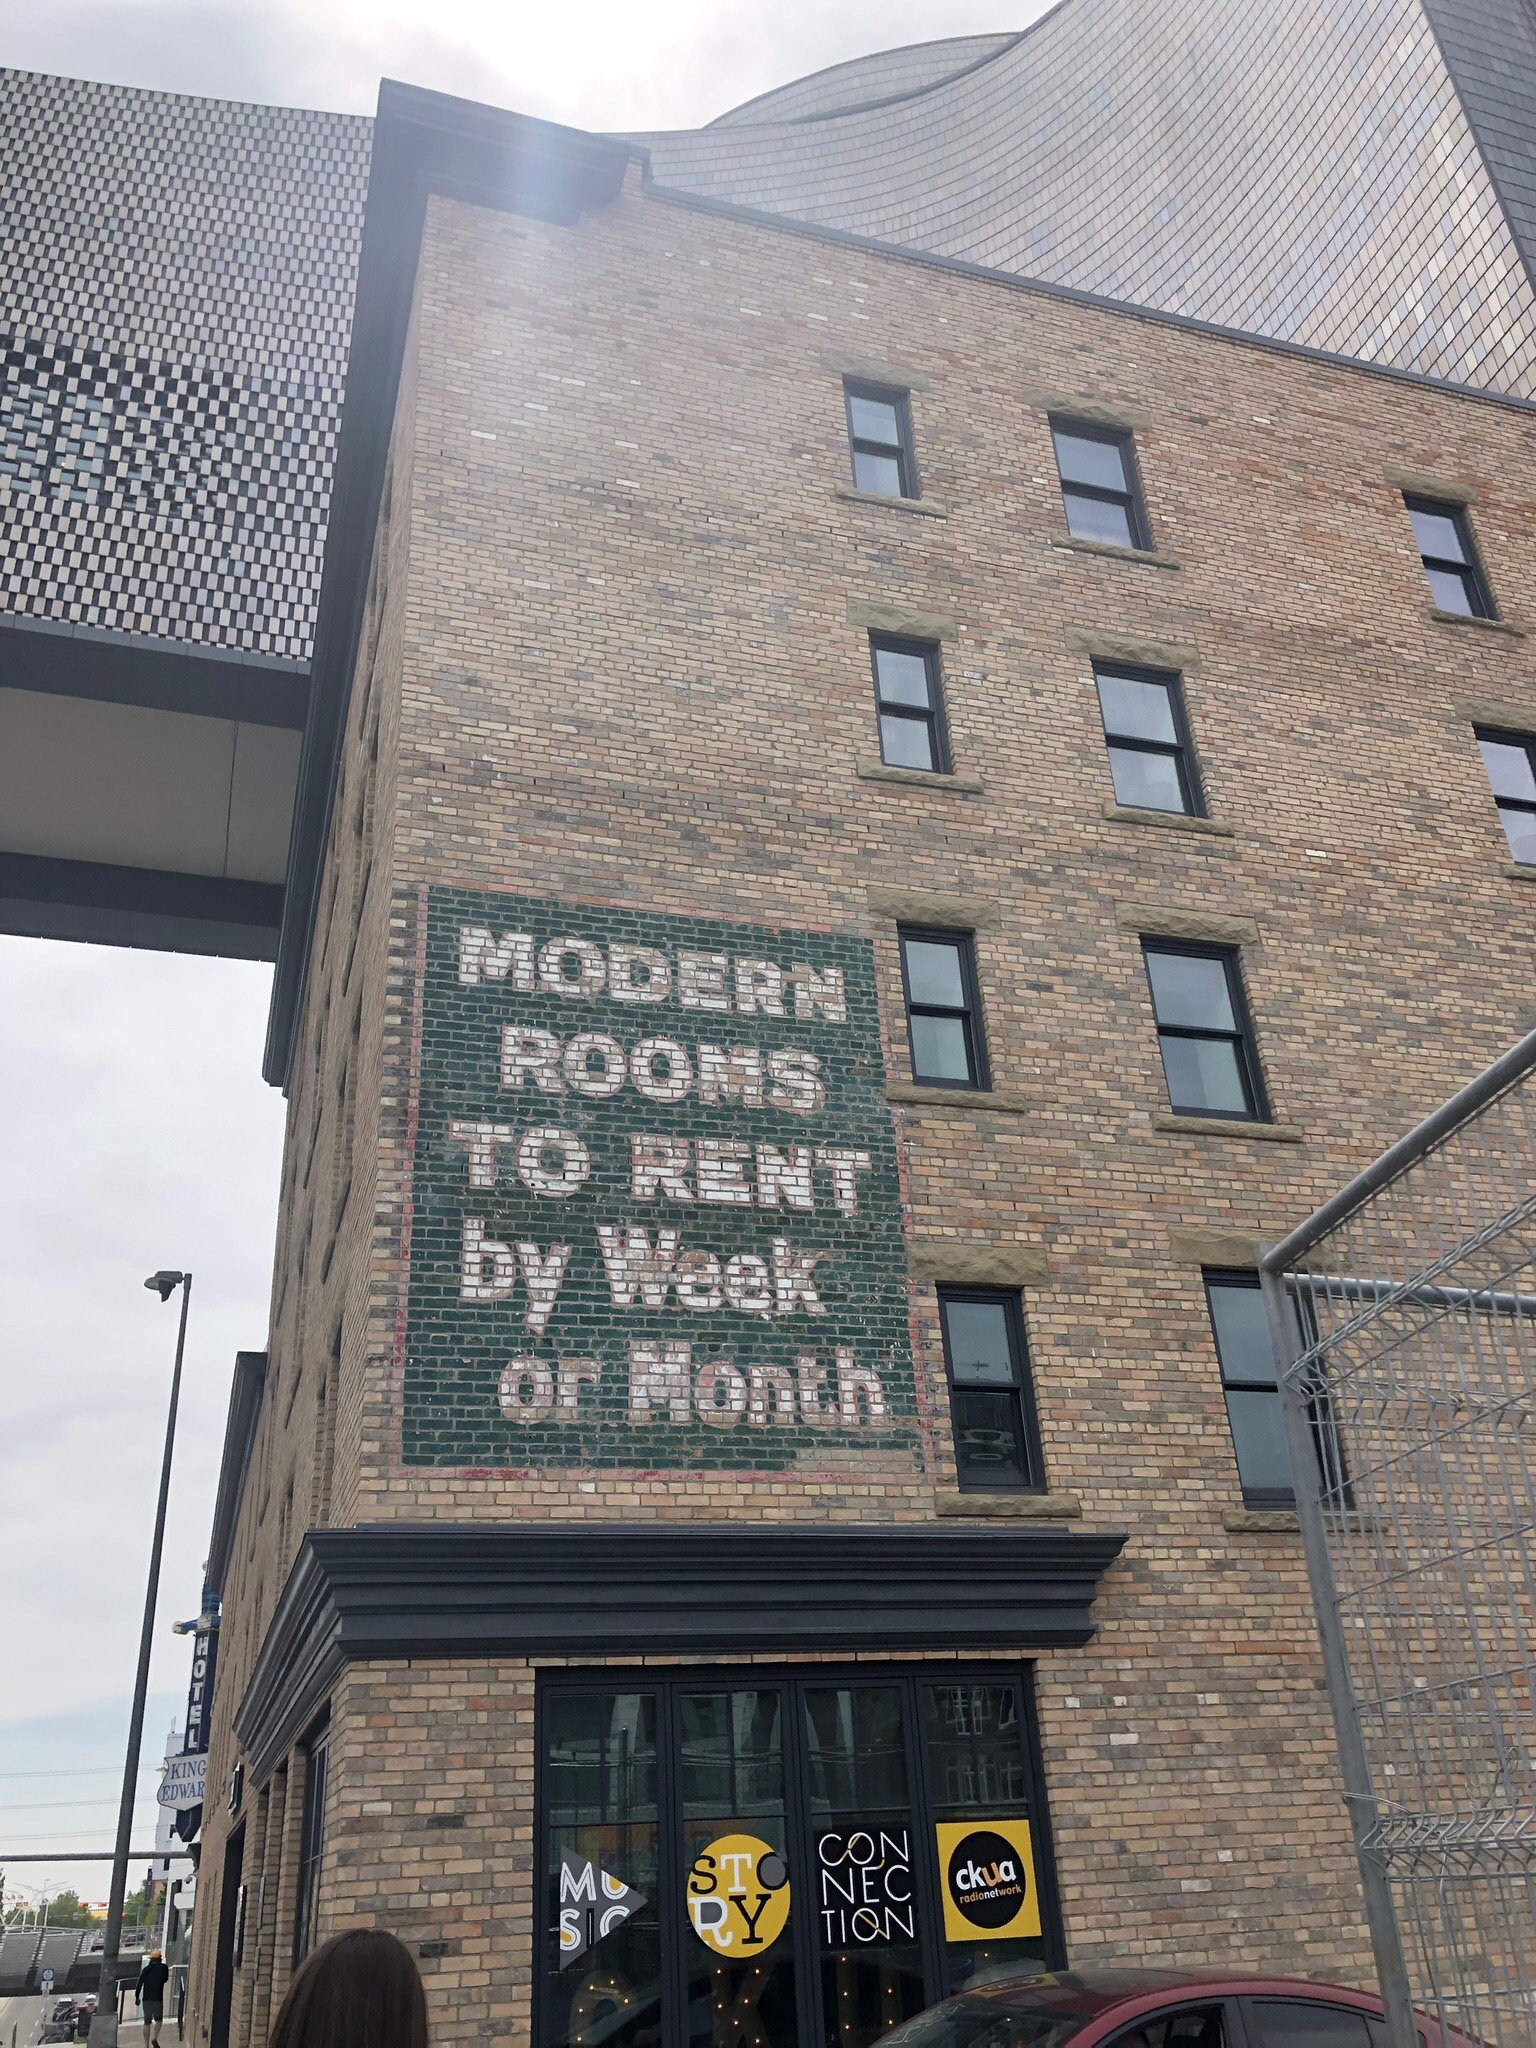 MODERN
ROOMS
TO RENT
by Week
or Month
HOTEL
KING
EDWAR
MU
SIC
STO
RY
CON
NEC
TION
ckua
radionetwork